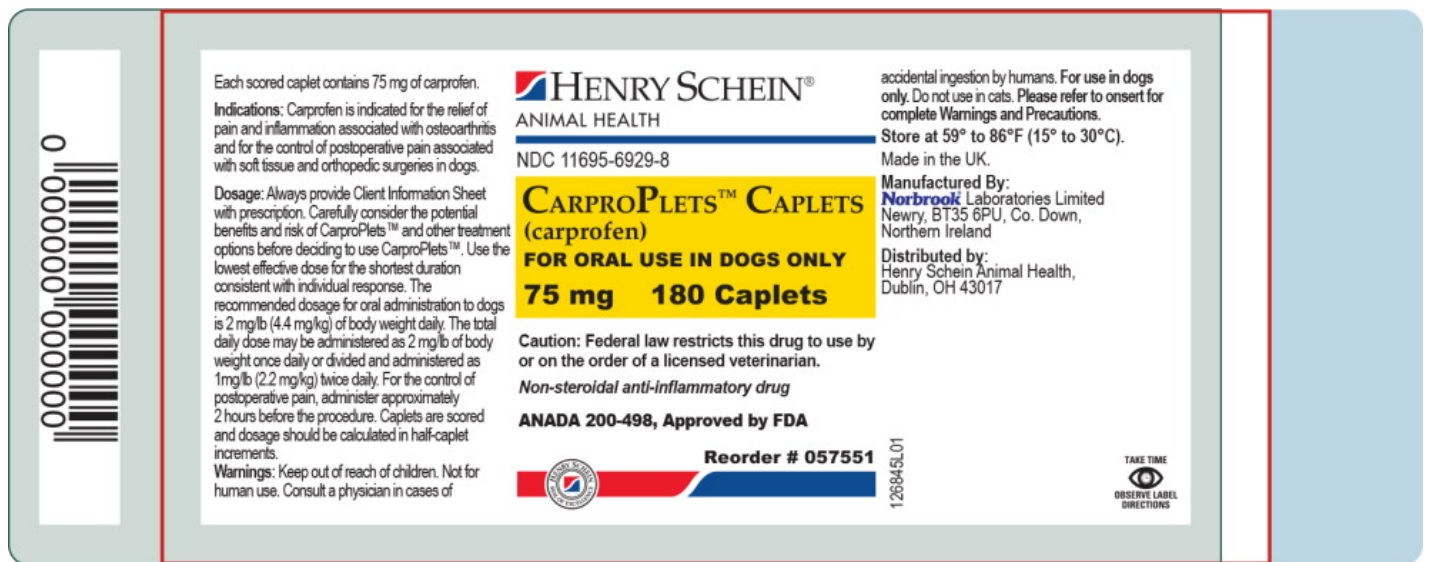 000000 000000 0
Each scored caplet contains 75 mg of carprofen.
Indications: Carprofen is indicated for the relief of
pain and inflammation associated with osteoarthritis
and for the control of postoperative pain associated
with soft tissue and orthopedic surgeries in dogs.
Dosage: Always provide Client Information Sheet
with prescription. Carefully consider the potential
benefits and risk of CarproPlets™ and other treatment
options before deciding to use CarproPlets™. Use the
lowest effective dose for the shortest duration
consistent with individual response. The
recommended dosage for oral administration to dogs
is 2 mg/lb (4.4 mg/kg) of body weight daily. The total
daily dose may be administered as 2 mg/lb of body
weight once daily or divided and administered as
1mg/lb (2.2 mg/kg) twice daily. For the control of
postoperative pain, administer approximately
2 hours before the procedure. Caplets are scored
and dosage should be calculated in half-caplet
increments.
Warnings: Keep out of reach of children. Not for
human use. Consult a physician in cases of
HENRY SCHEIN®
ANIMAL HEALTH
NDC 11695-6929-8
CARPROPLETS™ CAPLETS
(carprofen)
FOR ORAL USE IN DOGS ONLY
75 mg 180 Caplets
Caution: Federal law restricts this drug to use by
or on the order of a licensed veterinarian.
Non-steroidal anti-inflammatory drug
ANADA 200-498, Approved by FDA
Reorder # 057551
HENRY SCHEIN
SEAL OF EXCELLENCE
accidental ingestion by humans. For use in dogs
only. Do not use in cats. Please refer to onsert for
complete Warnings and Precautions.
Store at 59° to 86°F (15° to 30°C).
Made in the UK.
Manufactured By:
Norbrook® Laboratories Limited
Newry, BT35 6PU, Co. Down,
Northern Ireland
Distributed by:
Henry Schein Animal Health,
Dublin, OH 43017
126845L01
TAKE TIME
OBSERVE LABEL
DIRECTIONS